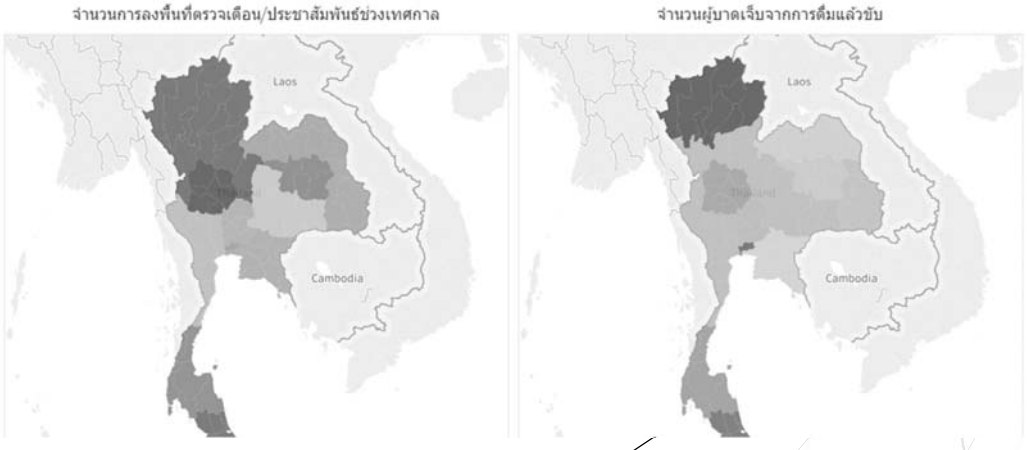 จำนวนการลงพื้นที่ตรวจเตือน/ประชาสัมพันธ์ช่วงเทศกาล
จำนวนผู้บาดเจ็บจากการดื่มแล้วขับ
Laos
Laos
Thailand
Thailand
Cambodia
Cambodia